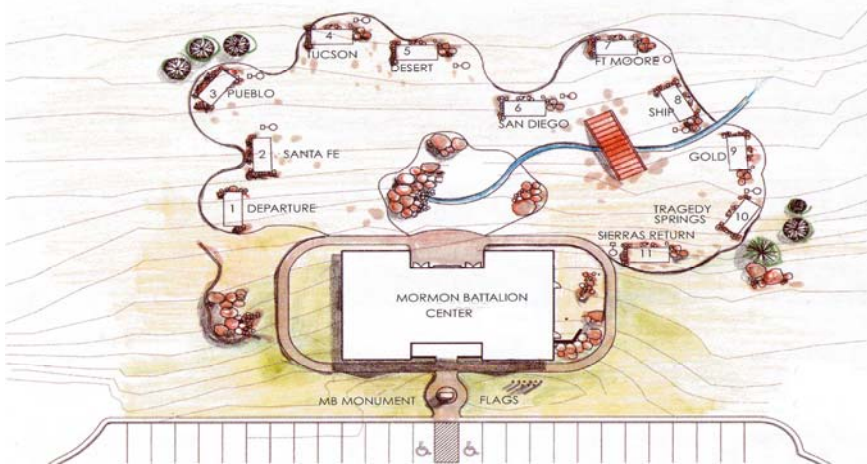 4
TUCSON
5
DESERT
7
FT MOORE
3 PUEBLO
6
SAN DIEGO
8
SHIP
2 SANTA FE
9
GOLD
1 DEPARTURE
TRAGEDY
SPRINGS
10
SIERRAS RETURN
11
MORMON BATTALION
CENTER
MB MONUMENT
FLAGS